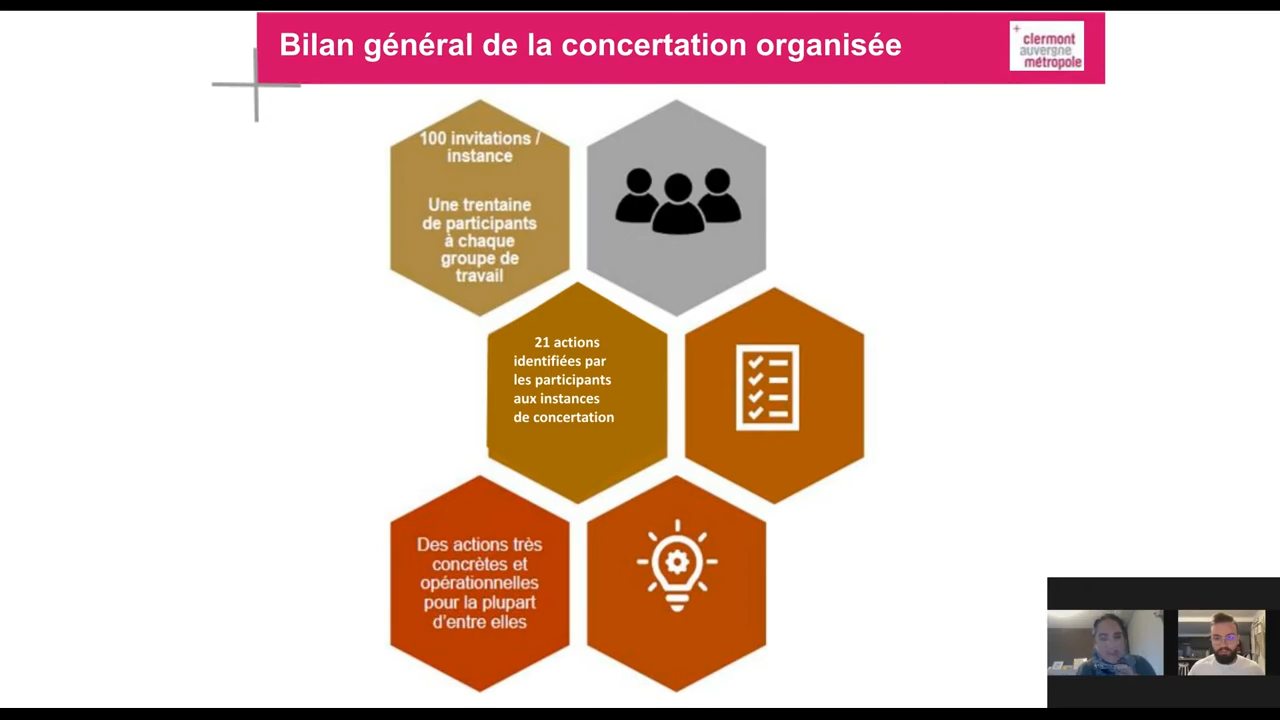 Bilan général de la concertation organisée
clermont
auvergne
métropole
100 invitations /
instance
Une trentaine
de participants
à chaque
groupe de
travail
21 actions
identifiées par
les participants
aux instances
de concertation
Des actions très
concrètes et
opérationnelles
pour la plupart
d'entre elles